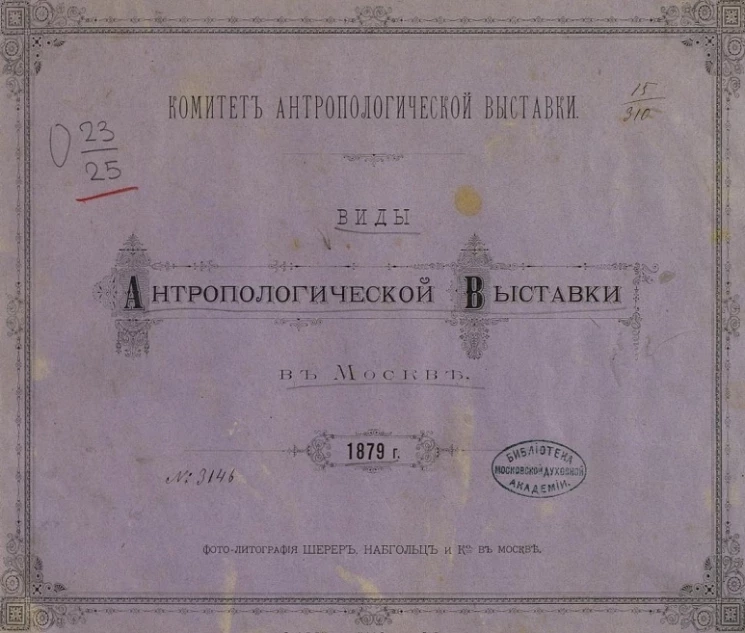 КОМИТЕТЪ АНТРОПОЛОГИЧЕСКОЙ ВЫСТАВКИ.
15
310
0 23
25
ВИДЫ
АНТРОПОЛОГИЧЕСКОЙ ВЫСТАВКИ
ВЪ МОСКВѢ.
1879 г.
№ 3146
БИБЛІОТЕКА
МОСКОВСКОЙ ДУХОВНОЙ
АКАДЕМІИ.
ФОТО-ЛИТОГРАФІЯ ШЕРЕРЪ, НАБГОЛЬЦЪ и Кº ВЪ МОСКВѢ.